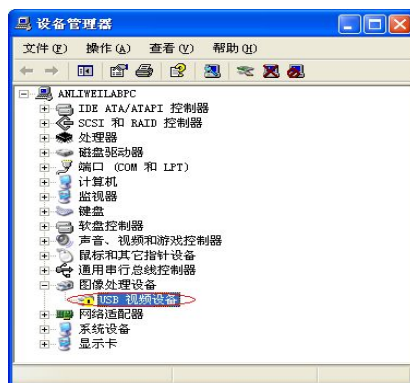 设备管理器
文件(F) 操作(A) 查看(V) 帮助(H)
ANLIWEILABPC
IDE ATA/ATAPI 控制器
SCSI 和 RAID 控制器
处理器
磁盘驱动器
端口 (COM 和 LPT)
计算机
监视器
键盘
软盘控制器
声音、视频和游戏控制器
鼠标和其它指针设备
通用串行总线控制器
图像处理设备
USB 视频设备
网络适配器
系统设备
显示卡